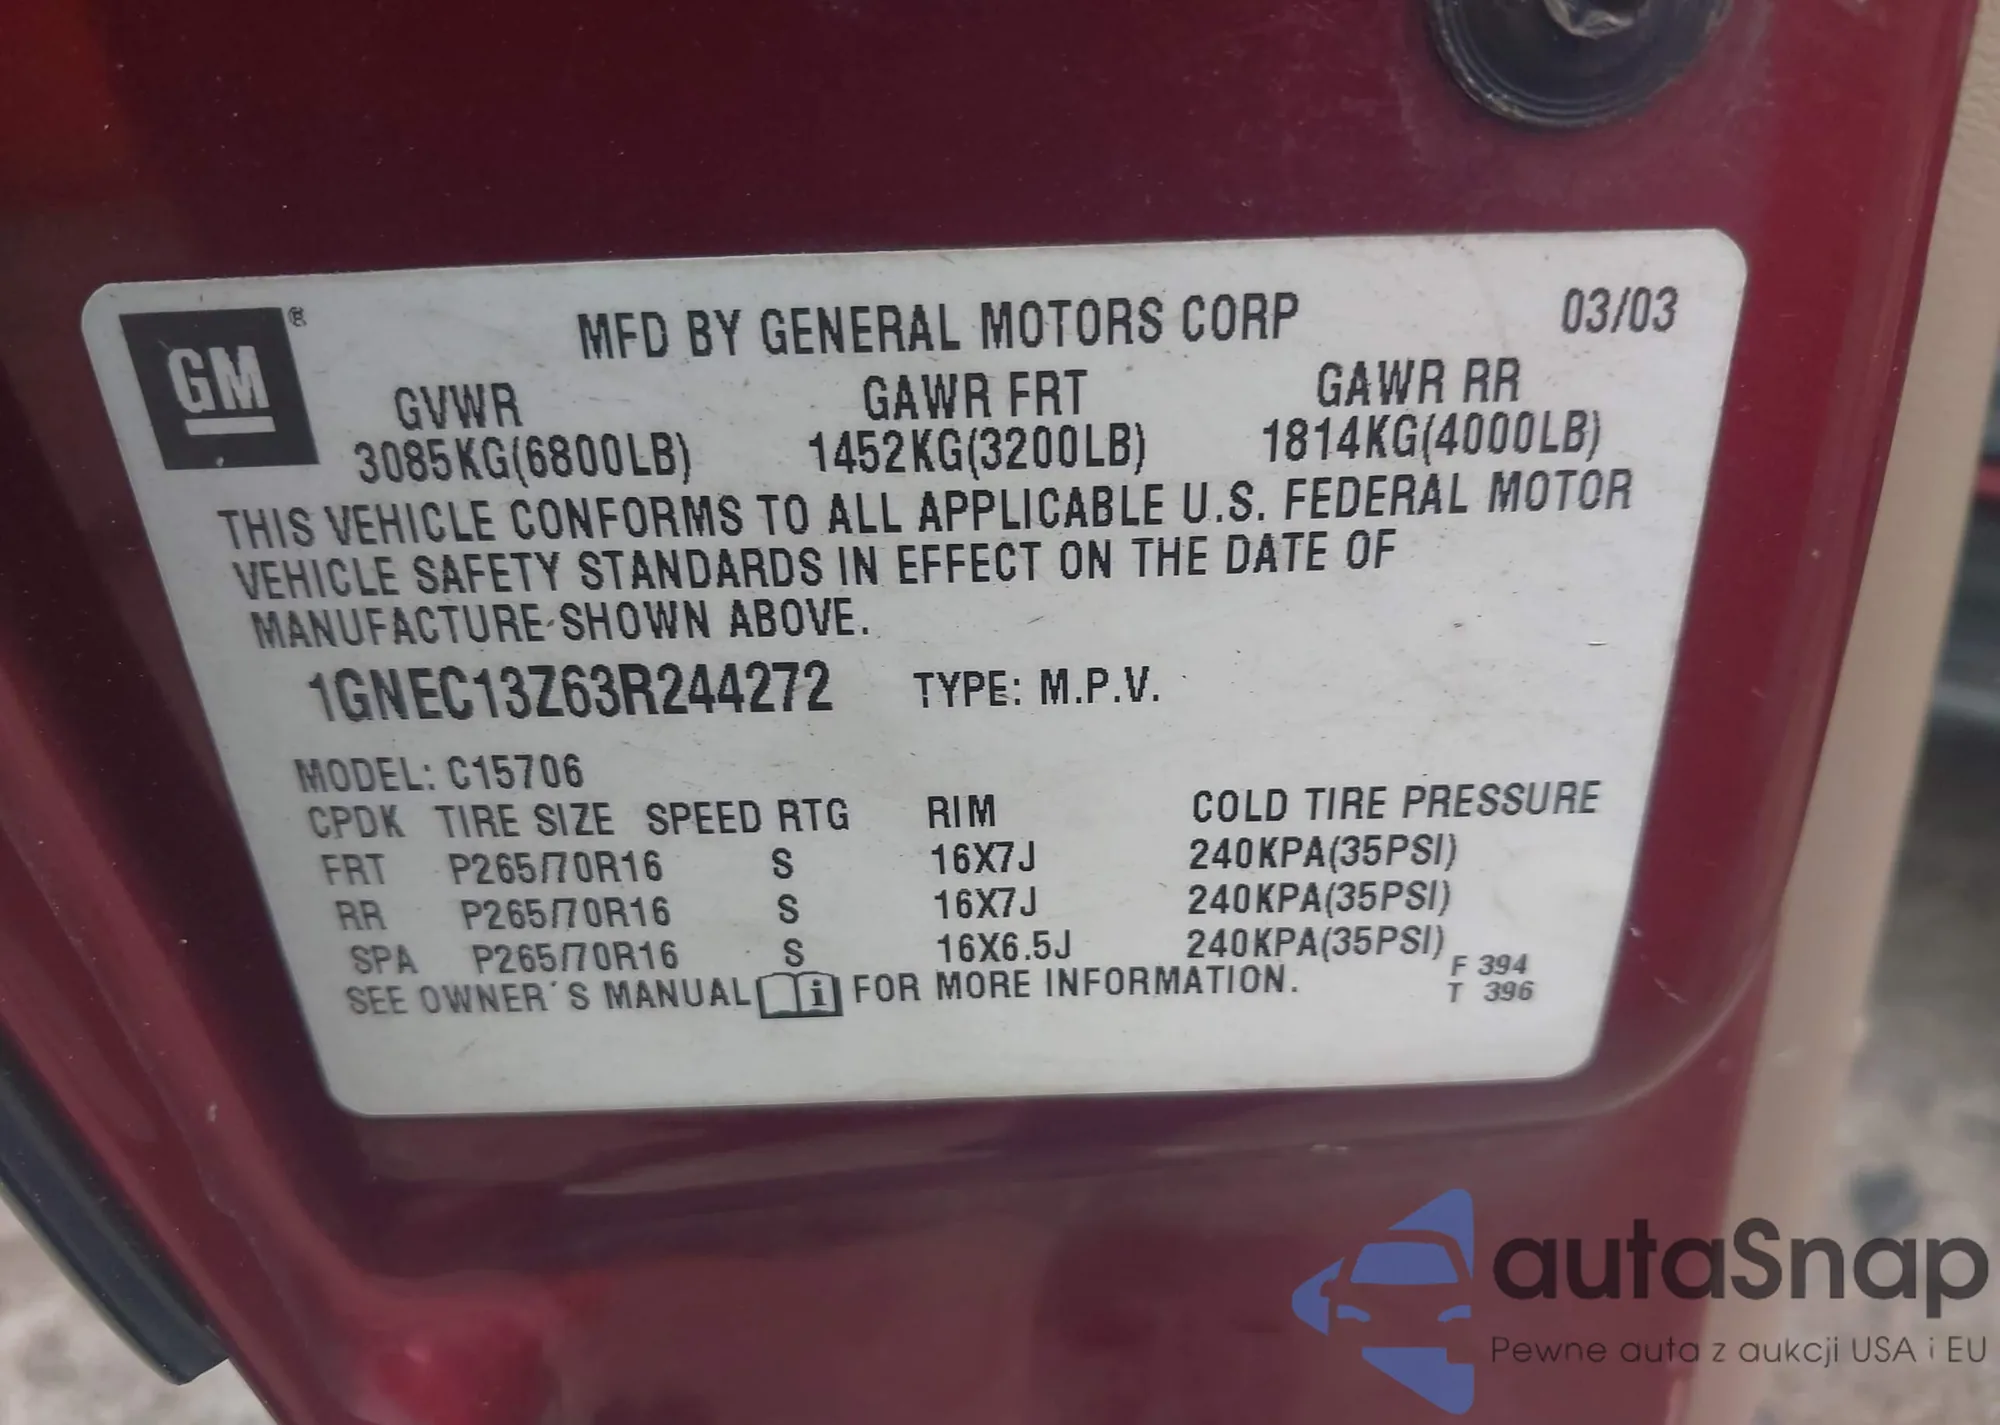 GM®
MFD BY GENERAL MOTORS CORP 03/03
GVWR GAWR FRT GAWR RR
3085KG(6800LB) 1452KG(3200LB) 1814KG(4000LB)
THIS VEHICLE CONFORMS TO ALL APPLICABLE U.S. FEDERAL MOTOR
VEHICLE SAFETY STANDARDS IN EFFECT ON THE DATE OF
MANUFACTURE SHOWN ABOVE.
1GNEC13Z63R244272 TYPE: M.P.V.
MODEL: C15706
CPDK TIRE SIZE SPEED RTG RIM COLD TIRE PRESSURE
FRT P265/70R16 S 16X7J 240KPA(35PSI)
RR P265/70R16 S 16X7J 240KPA(35PSI)
SPA P265/70R16 S 16X6.5J 240KPA(35PSI)
SEE OWNER'S MANUAL i FOR MORE INFORMATION.
F 394
T 396
autaSnap
Pewne auta z aukcji USA i EU